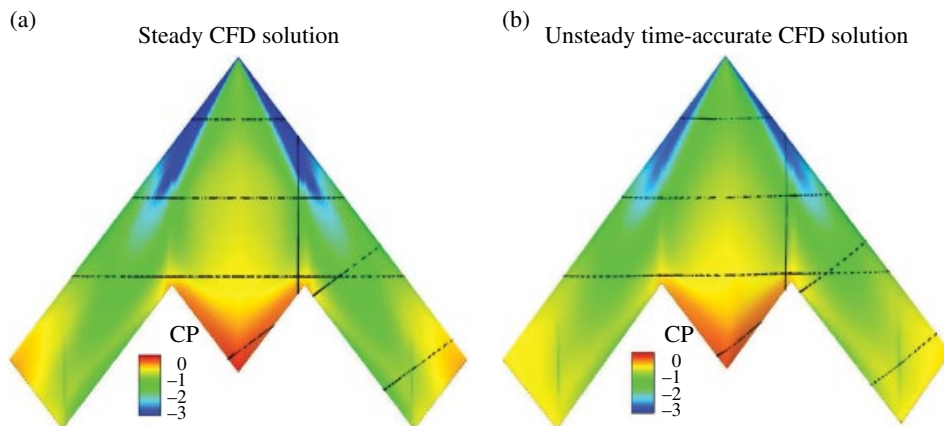 (a)
Steady CFD solution
CP
0
−1
−2
−3
(b)
Unsteady time-accurate CFD solution
CP
0
−1
−2
−3